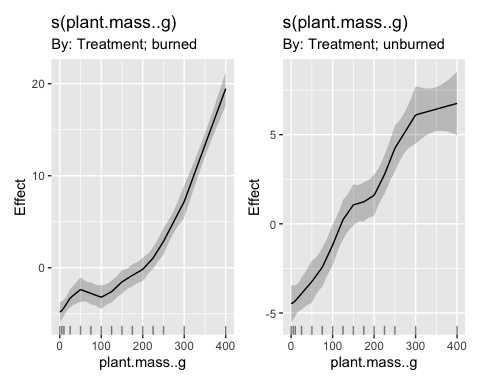 s(plant.mass..g)
By: Treatment; burned
Effect
20
10
0
0
100
200
300
400
plant.mass..g
s(plant.mass..g)
By: Treatment; unburned
Effect
5
0
-5
0
100
200
300
400
plant.mass..g